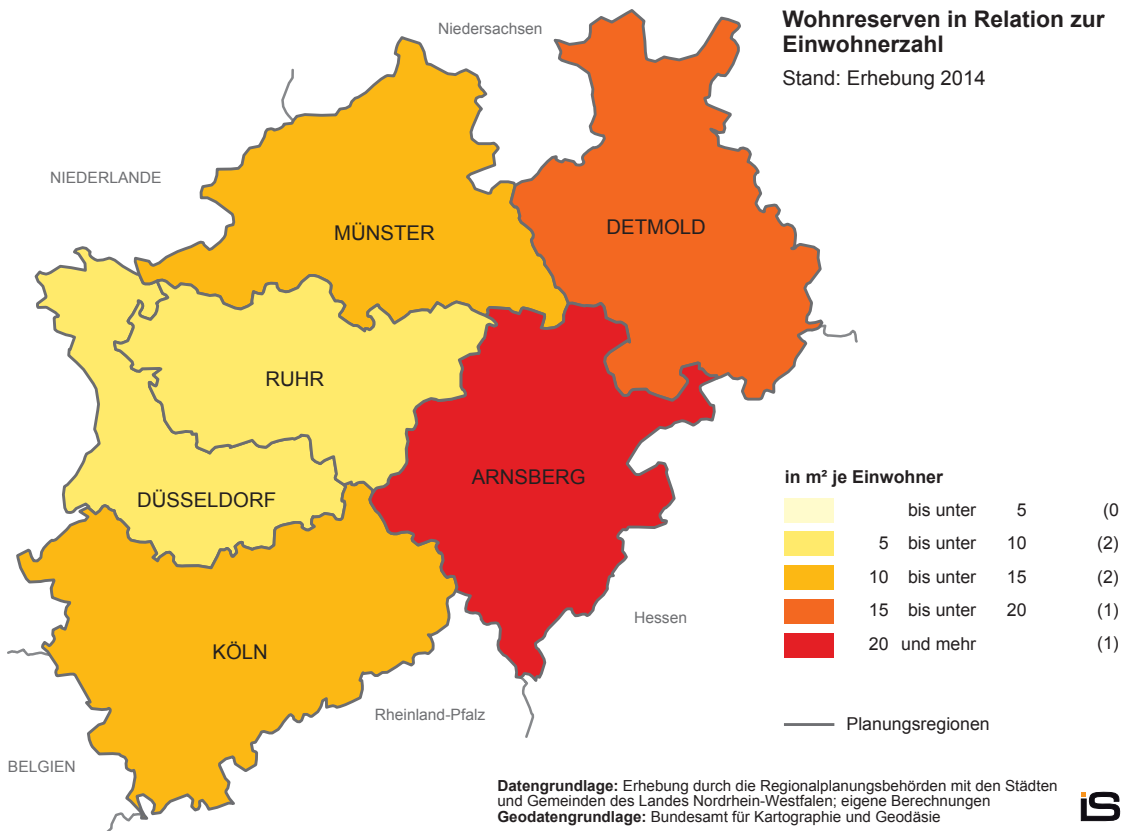 Wohnreserven in Relation zur
Einwohnerzahl
Stand: Erhebung 2014
Niedersachsen
NIEDERLANDE
MÜNSTER
DETMOLD
RUHR
ARNSBERG
DÜSSELDORF
KÖLN
Hessen
Rheinland-Pfalz
BELGIEN
in m² je Einwohner
bis unter 5 (0
5 bis unter 10 (2)
10 bis unter 15 (2)
15 bis unter 20 (1)
20 und mehr (1)
Planungsregionen
Datengrundlage: Erhebung durch die Regionalplanungsbehörden mit den Städten
und Gemeinden des Landes Nordrhein-Westfalen; eigene Berechnungen
Geodatengrundlage: Bundesamt für Kartographie und Geodäsie
iS